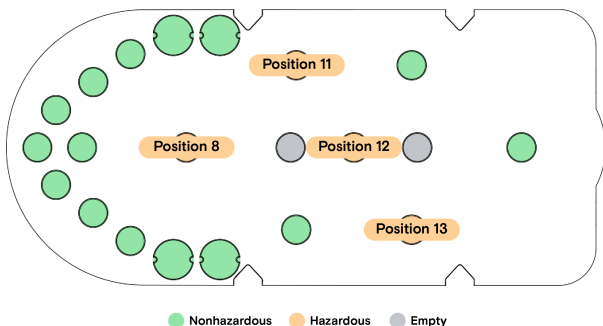 Position 11
Position 8
Position 12
Position 13
Nonhazardous Hazardous Empty